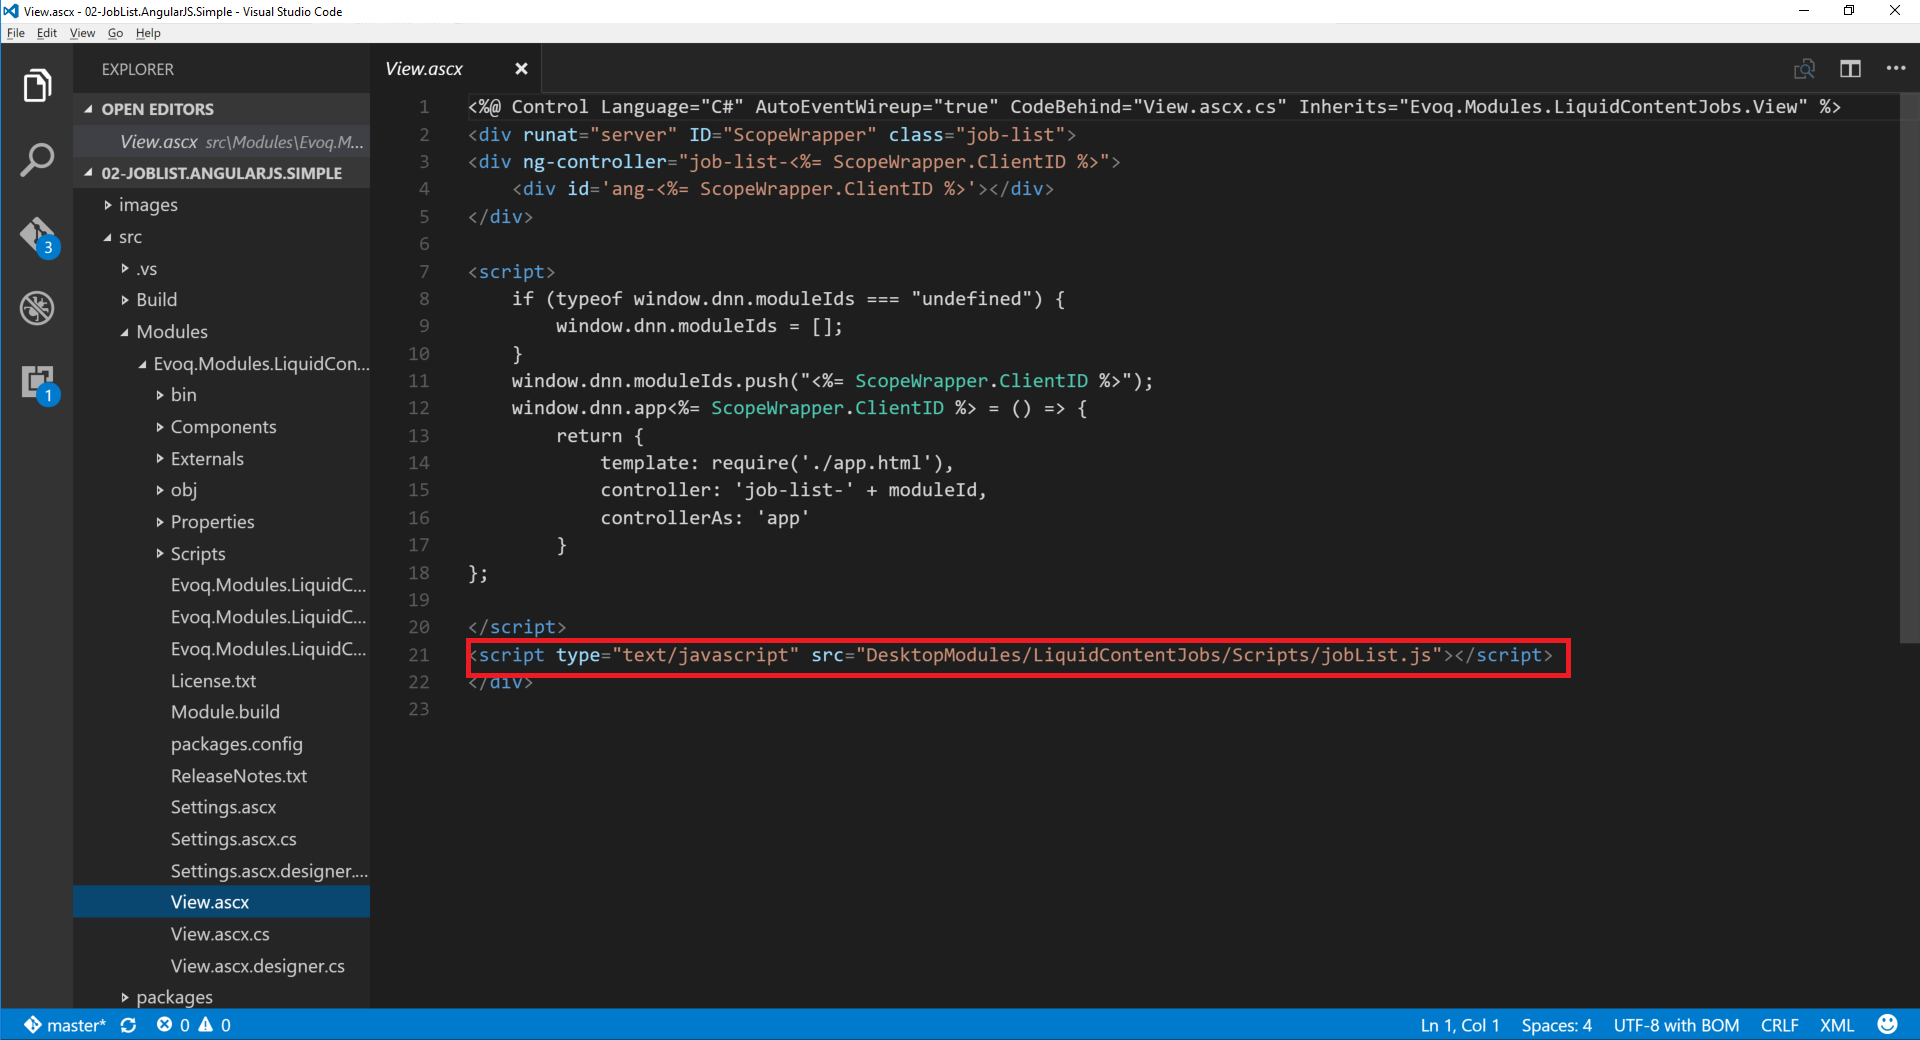 View.ascx - 02-JobList.AngularJS.Simple - Visual Studio Code
File Edit View Go Help
EXPLORER
OPEN EDITORS
View.ascx src\Modules\Evoq.M...
02-JOBLIST.ANGULARJS.SIMPLE
images
src
.vs
Build
Modules
Evoq.Modules.LiquidCon...
bin
Components
Externals
obj
Properties
Scripts
Evoq.Modules.LiquidC...
Evoq.Modules.LiquidC...
Evoq.Modules.LiquidC...
License.txt
Module.build
packages.config
ReleaseNotes.txt
Settings.ascx
Settings.ascx.cs
Settings.ascx.designer....
View.ascx
View.ascx.cs
View.ascx.designer.cs
packages
3
1
View.ascx
1 <%@ Control Language="C#" AutoEventWireup="true" CodeBehind="View.ascx.cs" Inherits="Evoq.Modules.LiquidContentJobs.View" %>
2 <div runat="server" ID="ScopeWrapper" class="job-list">
3 <div ng-controller="job-list-<%= ScopeWrapper.ClientID %>">
4     <div id='ang-<%= ScopeWrapper.ClientID %>'></div>
5 </div>
6
7 <script>
8     if (typeof window.dnn.moduleIds === "undefined") {
9         window.dnn.moduleIds = [];
10     }
11     window.dnn.moduleIds.push("<%= ScopeWrapper.ClientID %>");
12     window.dnn.app<%= ScopeWrapper.ClientID %> = () => {
13         return {
14             template: require('./app.html'),
15             controller: 'job-list-' + moduleId,
16             controllerAs: 'app'
17         }
18 };
19
20 </script>
21 <script type="text/javascript" src="DesktopModules/LiquidContentJobs/Scripts/jobList.js"></script>
22 </div>
23
master* 0 0
Ln 1, Col 1 Spaces: 4 UTF-8 with BOM CRLF XML